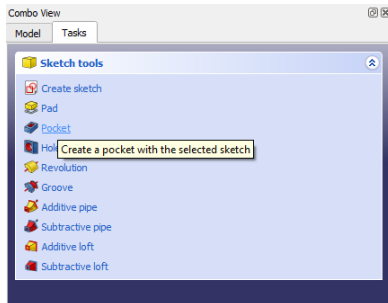 Combo View
Model Tasks
Sketch tools
Create sketch
Pad
Pocket
Create a pocket with the selected sketch
Revolution
Groove
Additive pipe
Subtractive pipe
Additive loft
Subtractive loft